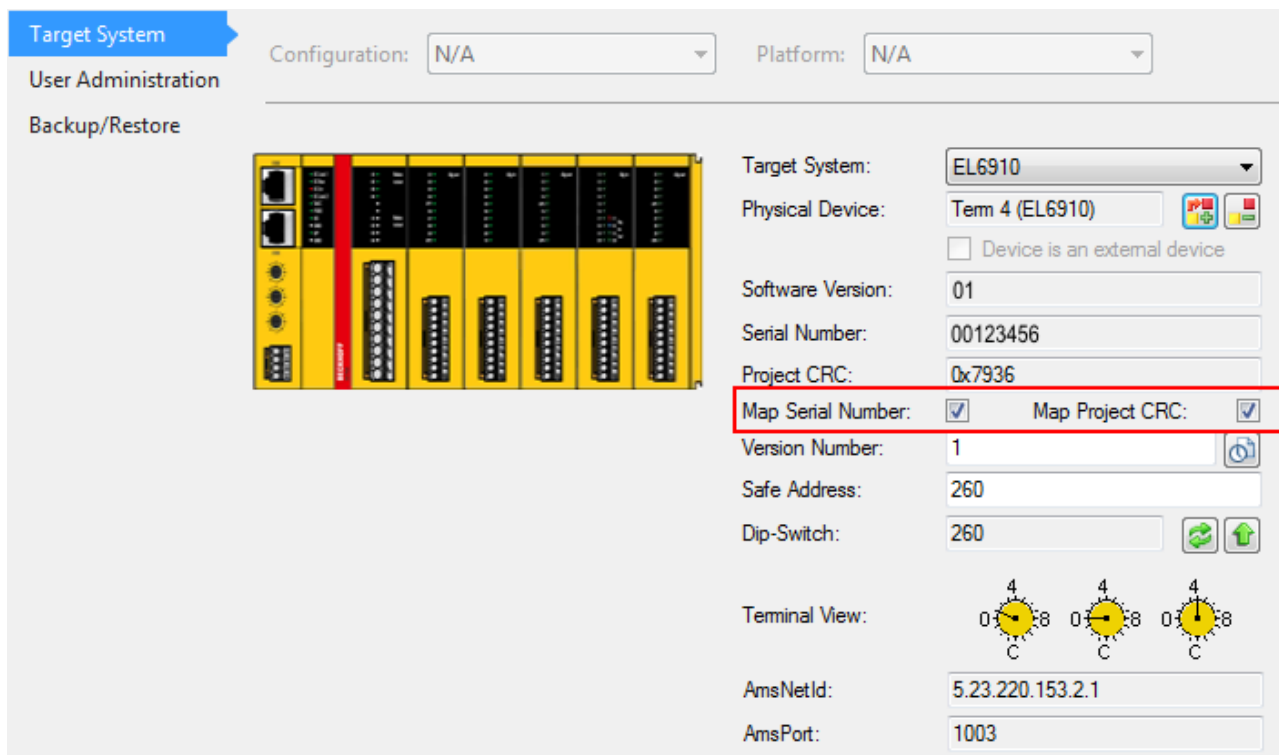 Target System
User Administration
Backup/Restore
Configuration: N/A Platform: N/A
BECKHOFF
Target System: EL6910
Physical Device: Term 4 (EL6910)
Device is an external device
Software Version: 01
Serial Number: 00123456
Project CRC: 0x7936
Map Serial Number: Map Project CRC:
Version Number: 1
Safe Address: 260
Dip-Switch: 260
Terminal View:
4 4 4
0 8 0 8 0 8
C C C
AmsNetId: 5.23.220.153.2.1
AmsPort: 1003